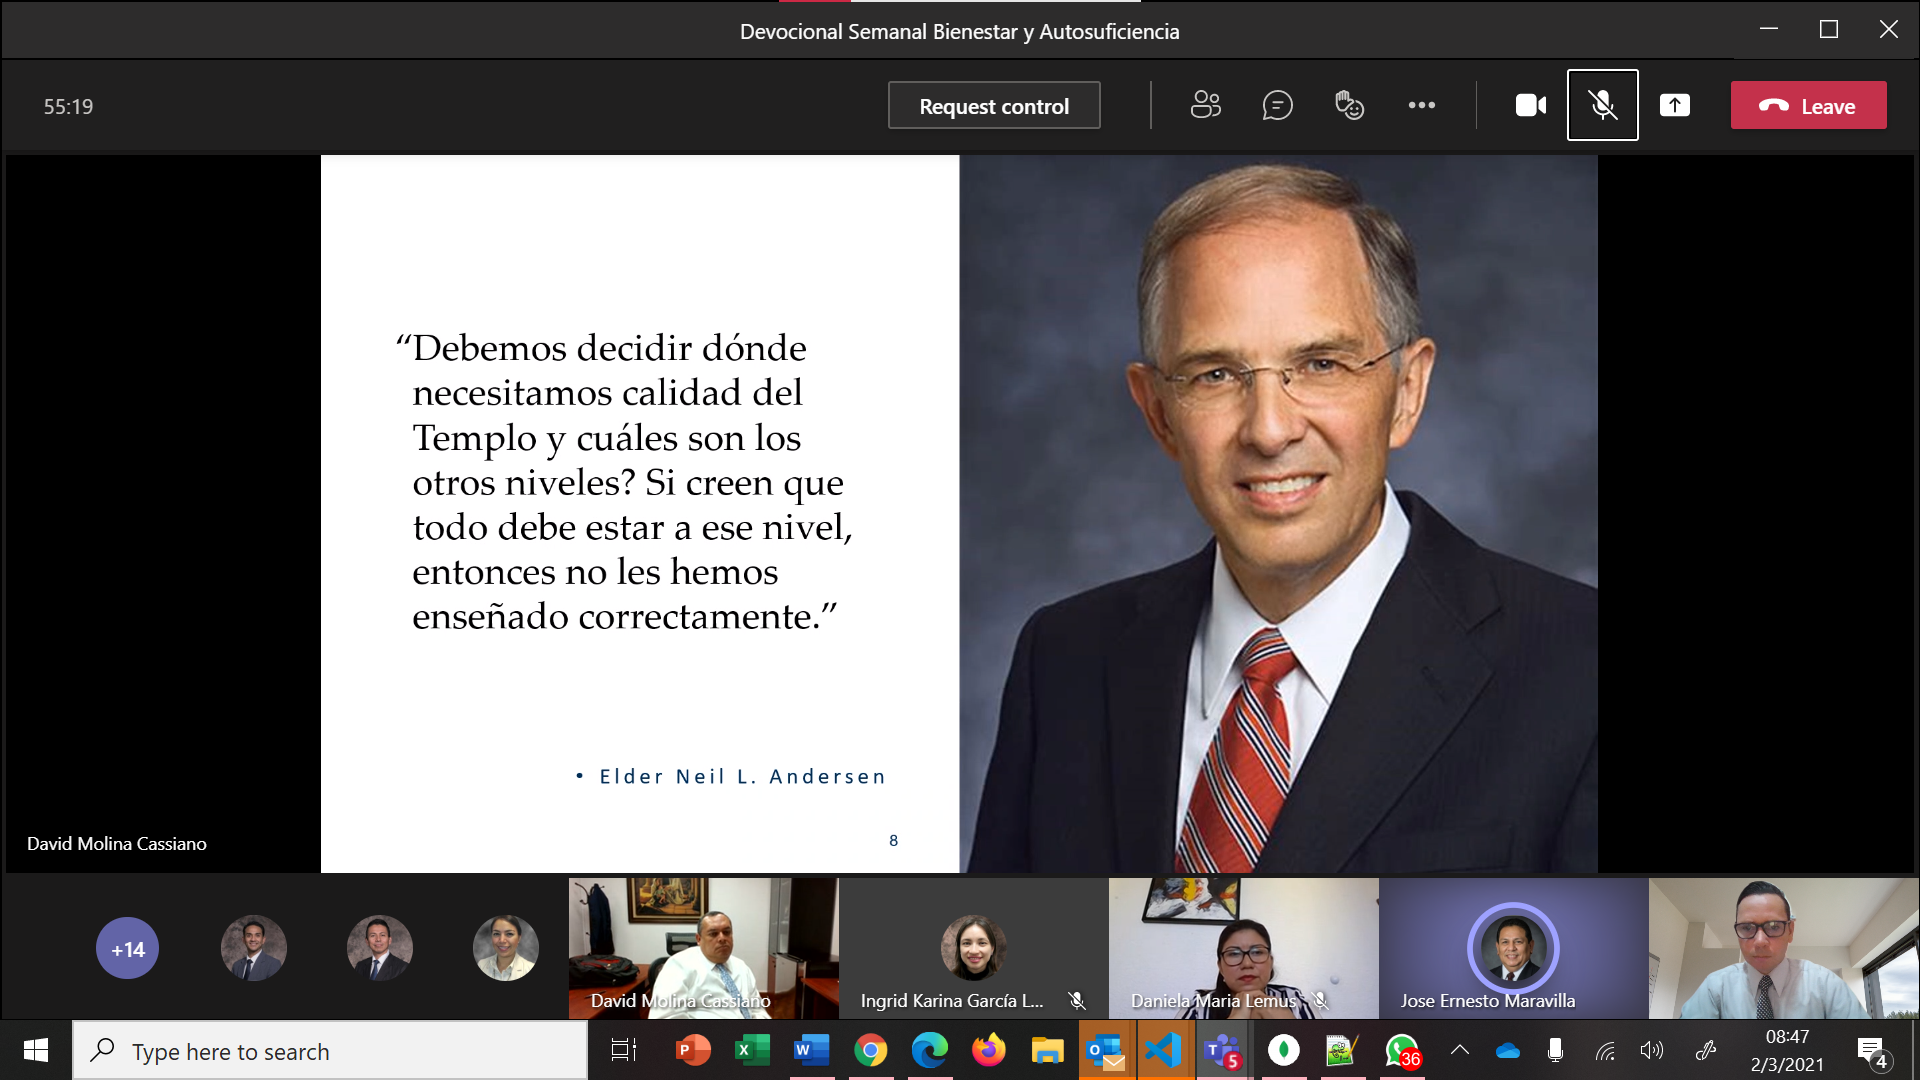 Devocional Semanal Bienestar y Autosuficiencia
55:19
Request control
Leave
“Debemos decidir dónde
necesitamos calidad del
Templo y cuáles son los
otros niveles? Si creen que
todo debe estar a ese nivel,
entonces no les hemos
enseñado correctamente.”
• Elder Neil L. Andersen
8
David Molina Cassiano
+14
David Molina Cassiano
Ingrid Karina García L...
Daniela Maria Lemus
Jose Ernesto Maravilla
Type here to search
P
X
W
O
T
5
36
08:47
2/3/2021
4